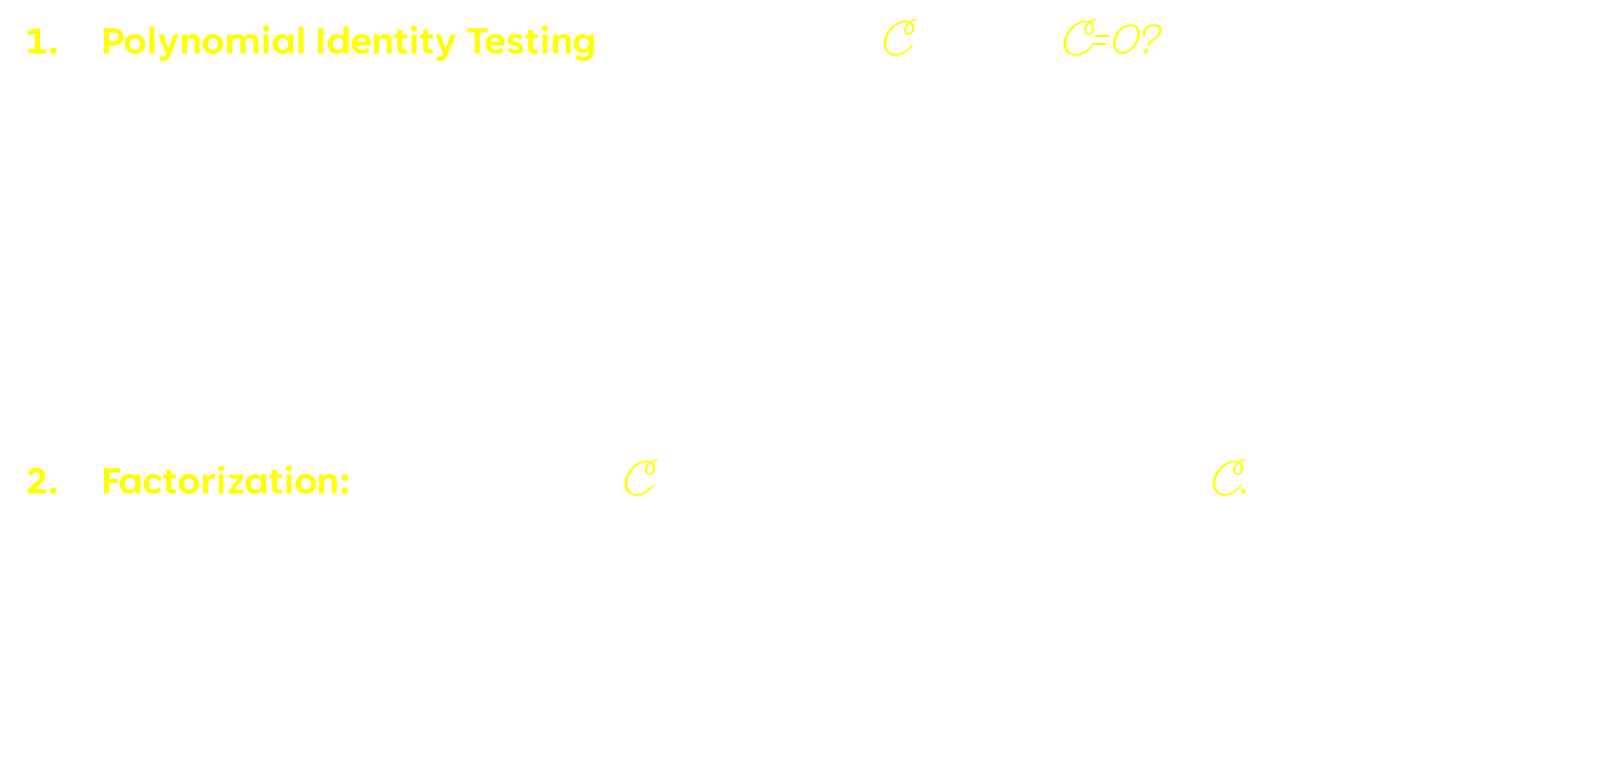 1. Polynomial Identity Testing C C=0?
2. Factorization: C C.